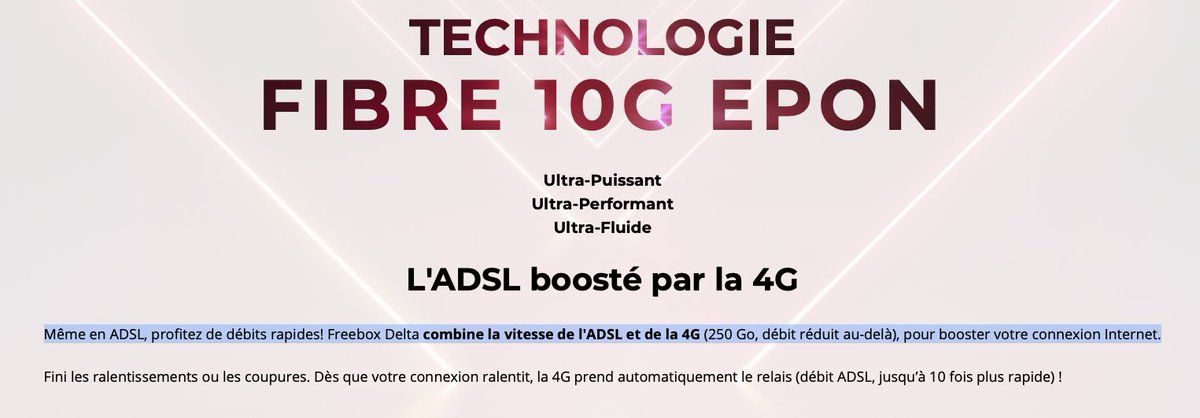 TECHNOLOGIE
FIBRE 10G EPON
Ultra-Puissant
Ultra-Performant
Ultra-Fluide
L'ADSL boosté par la 4G
Même en ADSL, profitez de débits rapides! Freebox Delta combine la vitesse de l'ADSL et de la 4G (250 Go, débit réduit au-delà), pour booster votre connexion Internet.
Fini les ralentissements ou les coupures. Dès que votre connexion ralentit, la 4G prend automatiquement le relais (débit ADSL, jusqu’à 10 fois plus rapide) !